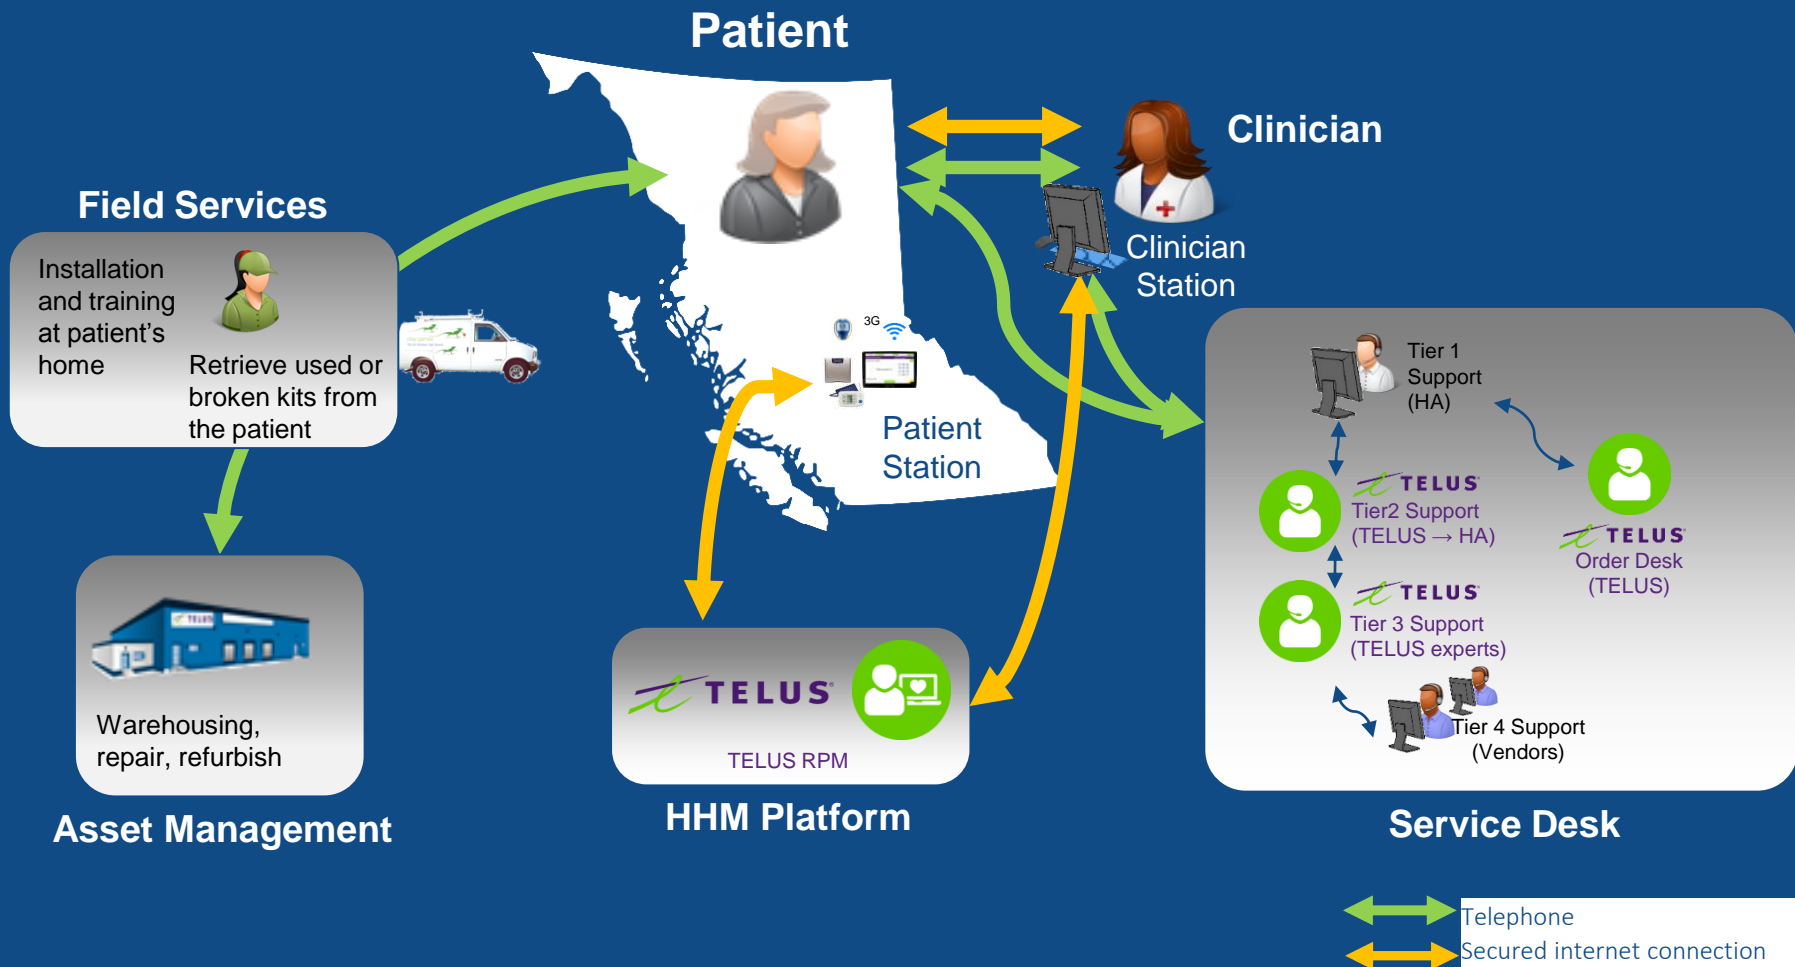 Patient
Clinician
Clinician
Station
Field Services
Installation
and training
at patient's
home
Retrieve used or
broken kits from
the patient
3G
Patient
Station
Tier 1
Support
(HA)
TELUS
Tier2 Support
(TELUS → HA)
TELUS
Order Desk
(TELUS)
TELUS
Tier 3 Support
(TELUS experts)
Tier 4 Support
(Vendors)
TELUS
Warehousing,
repair, refurbish
TELUS
TELUS RPM
Asset Management
HHM Platform
Service Desk
Telephone
Secured internet connection